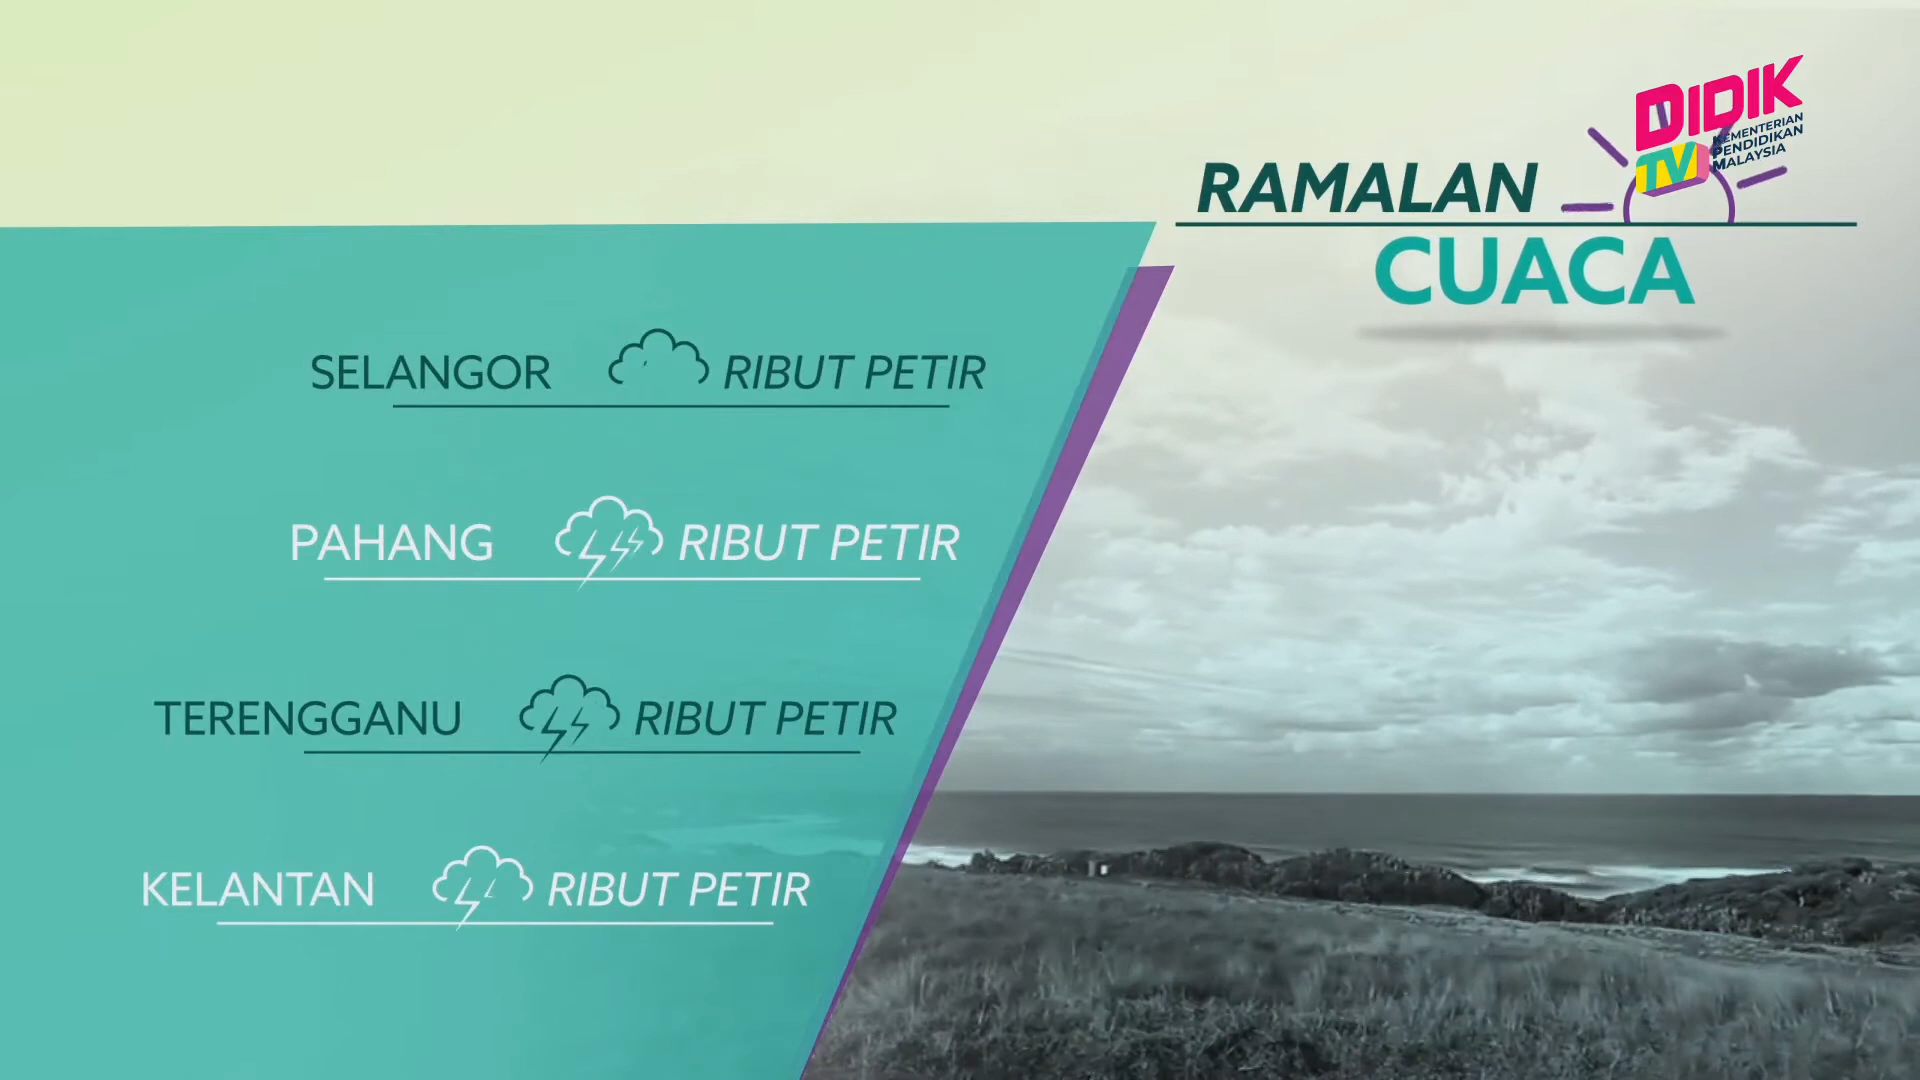 DIDIK
TV
KEMENTERIAN
PENDIDIKAN
MALAYSIA
RAMALAN
CUACA
SELANGOR RIBUT PETIR
PAHANG RIBUT PETIR
TERENGGANU RIBUT PETIR
KELANTAN RIBUT PETIR